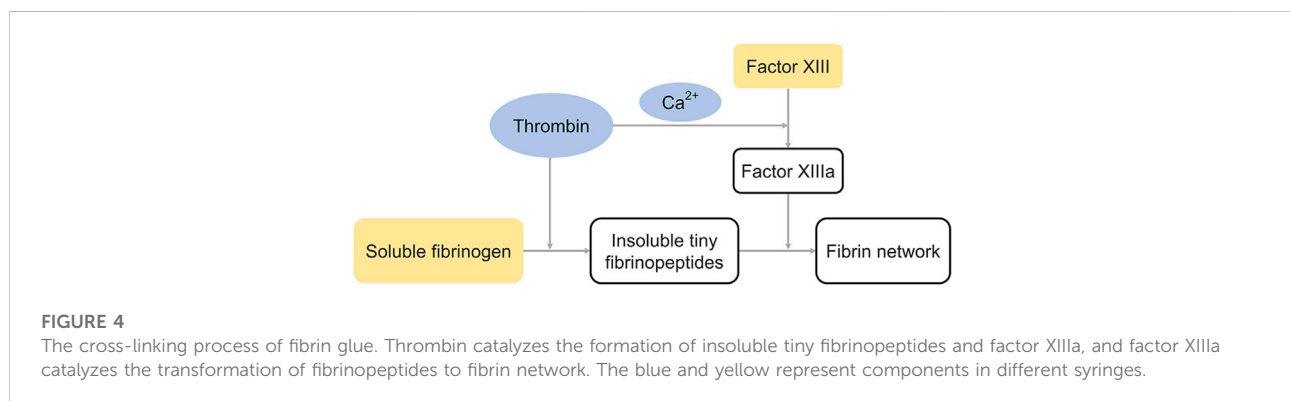 Factor XIII
Ca²⁺
Thrombin
Factor XIIIa
Soluble fibrinogen
Insoluble tiny
fibrinopeptides
Fibrin network
FIGURE 4
The cross-linking process of fibrin glue. Thrombin catalyzes the formation of insoluble tiny fibrinopeptides and factor XIIIa, and factor XIIIa
catalyzes the transformation of fibrinopeptides to fibrin network. The blue and yellow represent components in different syringes.